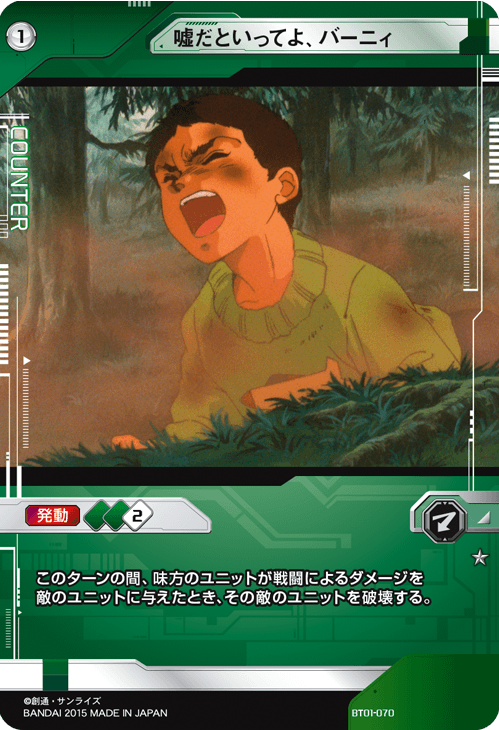 1
嘘だといってよ、バーニィ
COUNTER
発動 2
マ
このターンの間、味方のユニットが戦闘によるダメージを
敵のユニットに与えたとき、その敵のユニットを破壊する。
©創通・サンライズ
BANDAI 2015 MADE IN JAPAN
BT01-070